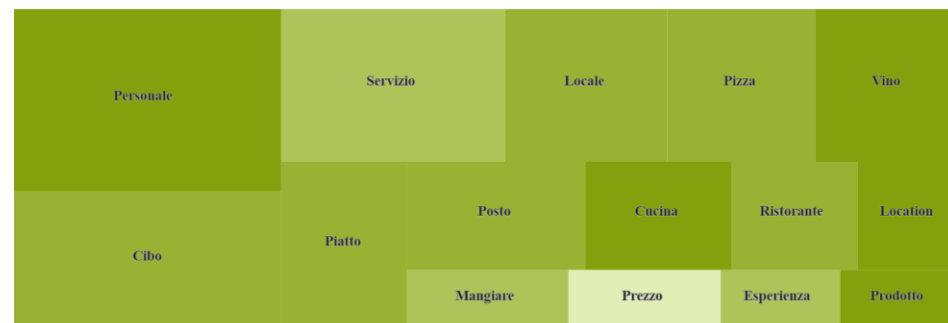 Personale
Servizio
Locale
Pizza
Vino
Cibo
Piatto
Posto
Cucina
Ristorante
Location
Mangiare
Prezzo
Esperienza
Prodotto